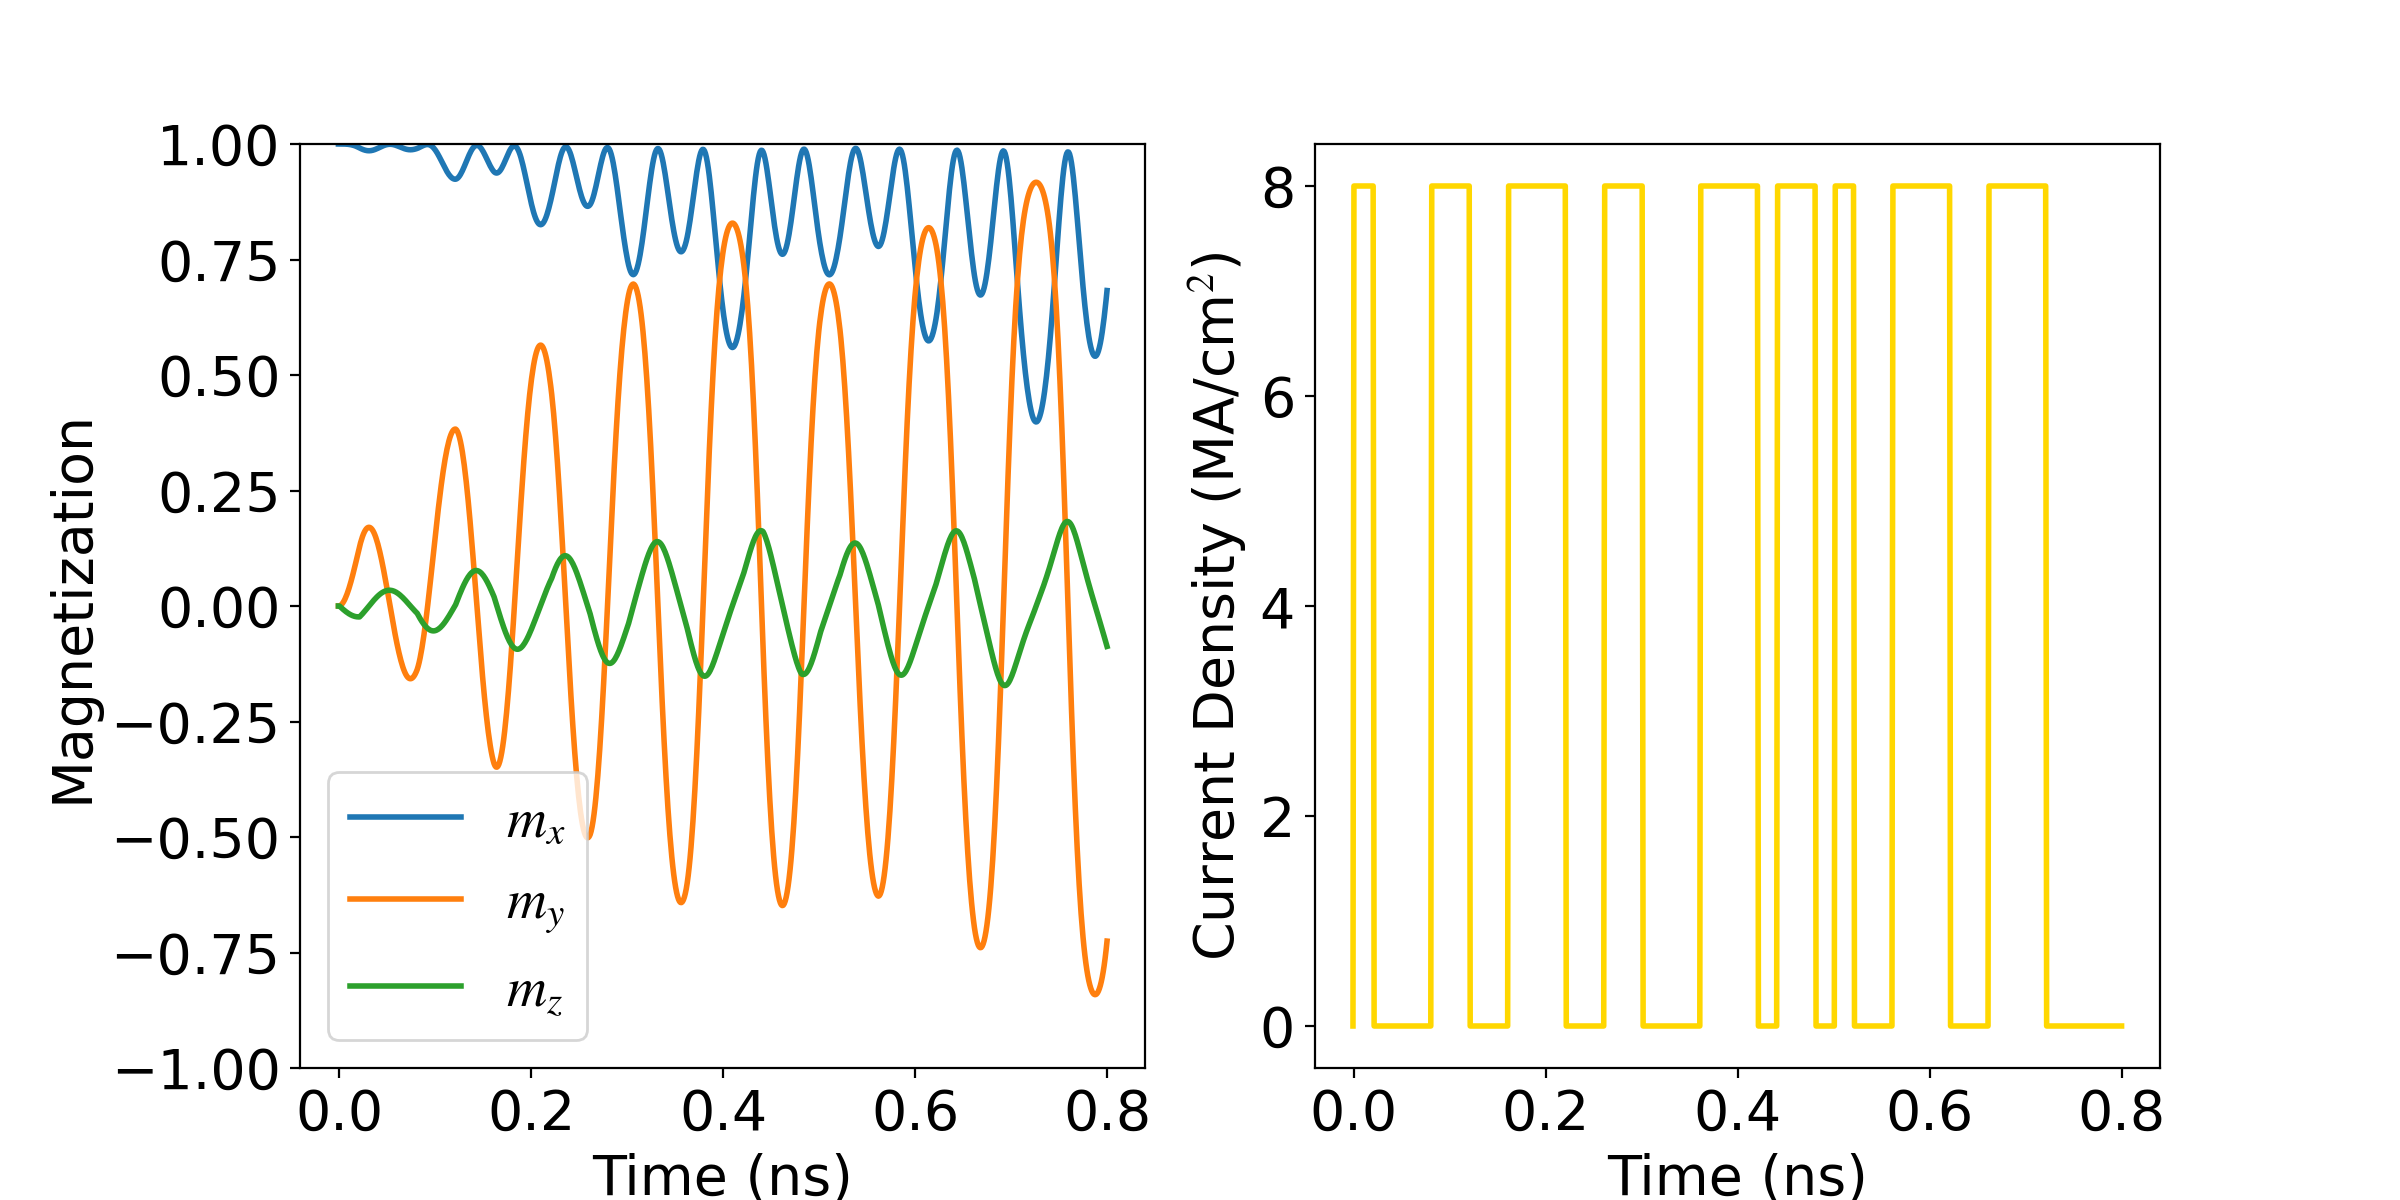 1.00
0.75
0.50
0.25
0.00
−0.25
−0.50
−0.75
−1.00
Magnetization
m_x
m_y
m_z
0.0 0.2 0.4 0.6 0.8
Time (ns)
8
6
4
2
0
Current Density (MA/cm²)
0.0 0.2 0.4 0.6 0.8
Time (ns)